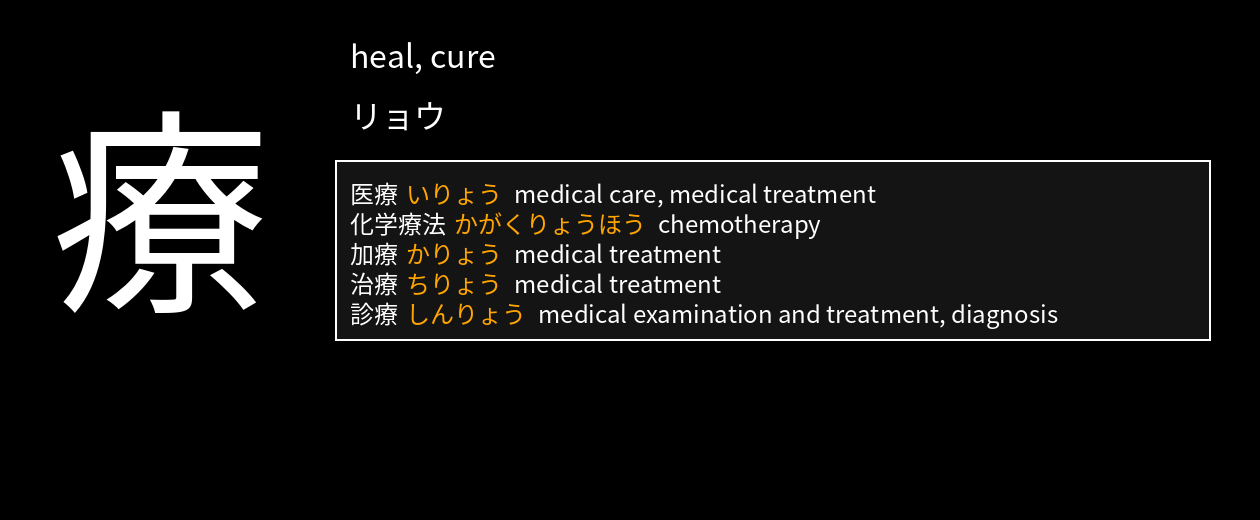 療
heal, cure
リョウ
医療 いりょう medical care, medical treatment
化学療法 かがくりょうほう chemotherapy
加療 かりょう medical treatment
治療 ちりょう medical treatment
診療 しんりょう medical examination and treatment, diagnosis